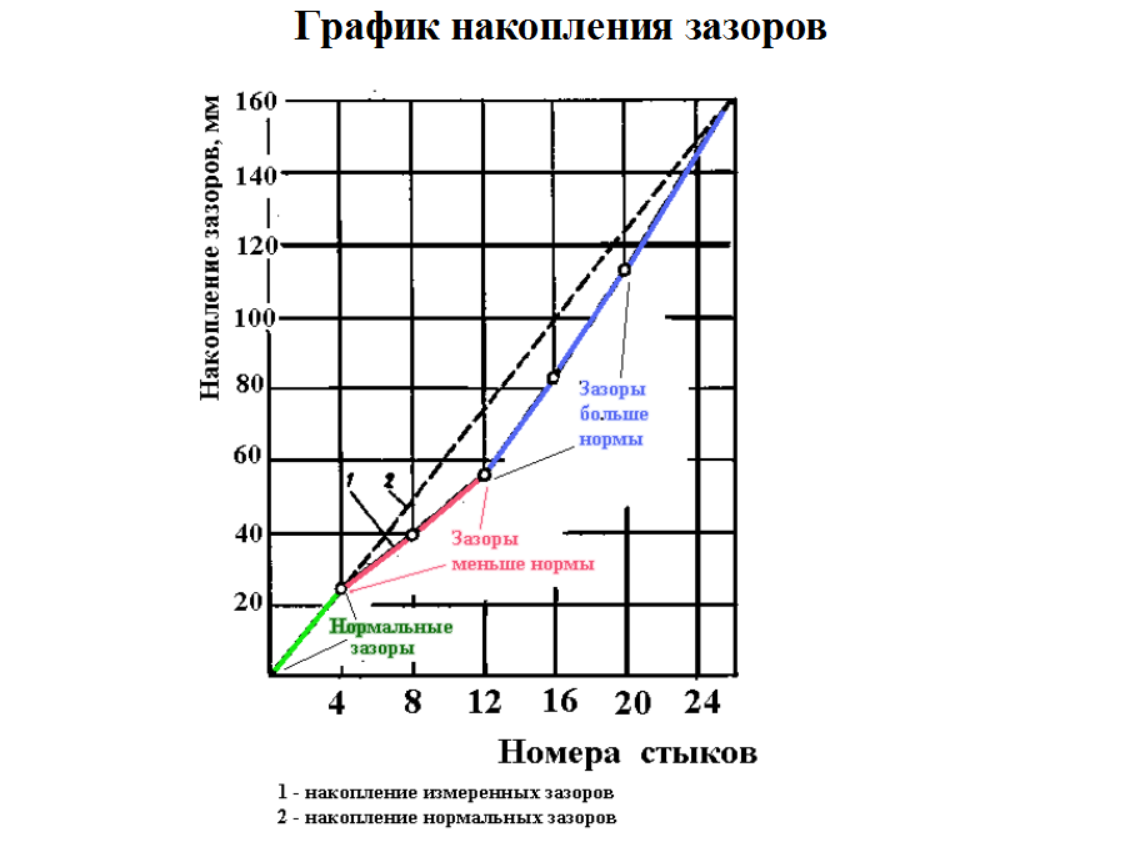 График накопления зазоров
Накопление зазоров, мм
160
140
120
100
80
60
40
20
1 2
Зазоры
больше
нормы
Зазоры
меньше нормы
Нормальные
зазоры
4 8 12 16 20 24
Номера стыков
1 - накопление измеренных зазоров
2 - накопление нормальных зазоров